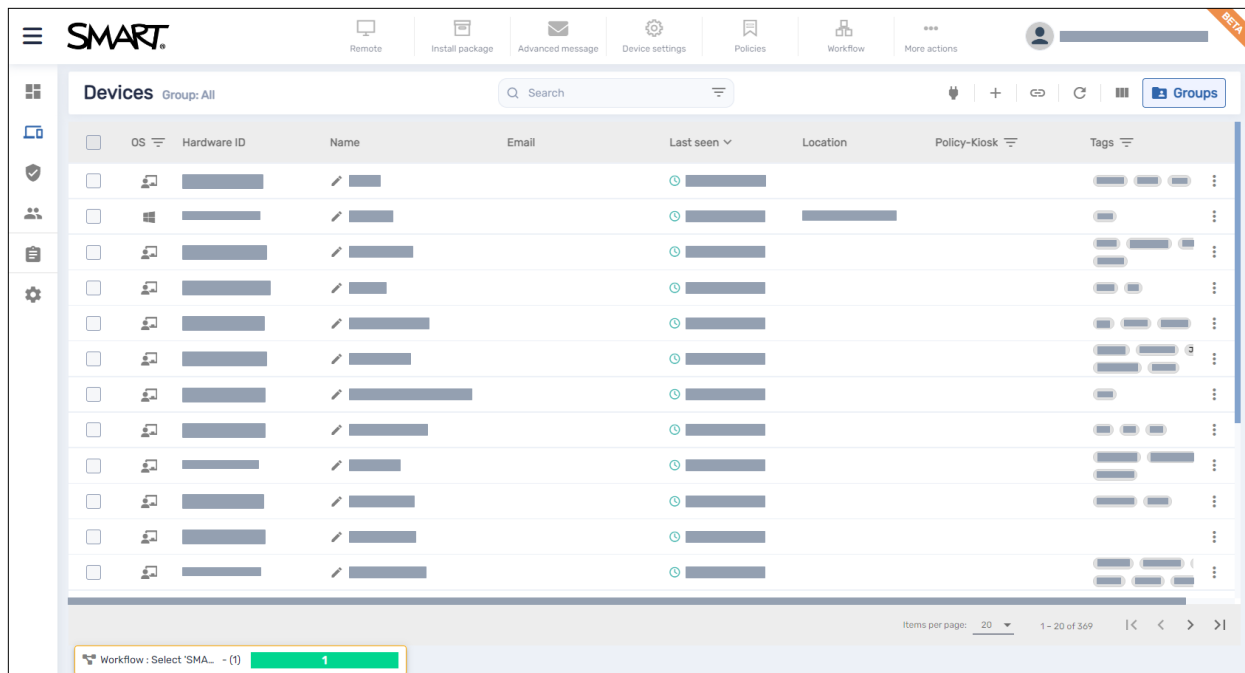 BETA
SMART
Remote
Install package
Advanced message
Device settings
Policies
Workflow
More actions
Devices Group: All
Search
Groups
OS Hardware ID Name Email Last seen Location Policy-Kiosk Tags
Items per page: 20 1 – 20 of 369
Workflow : Select 'SMA... - (1) 1